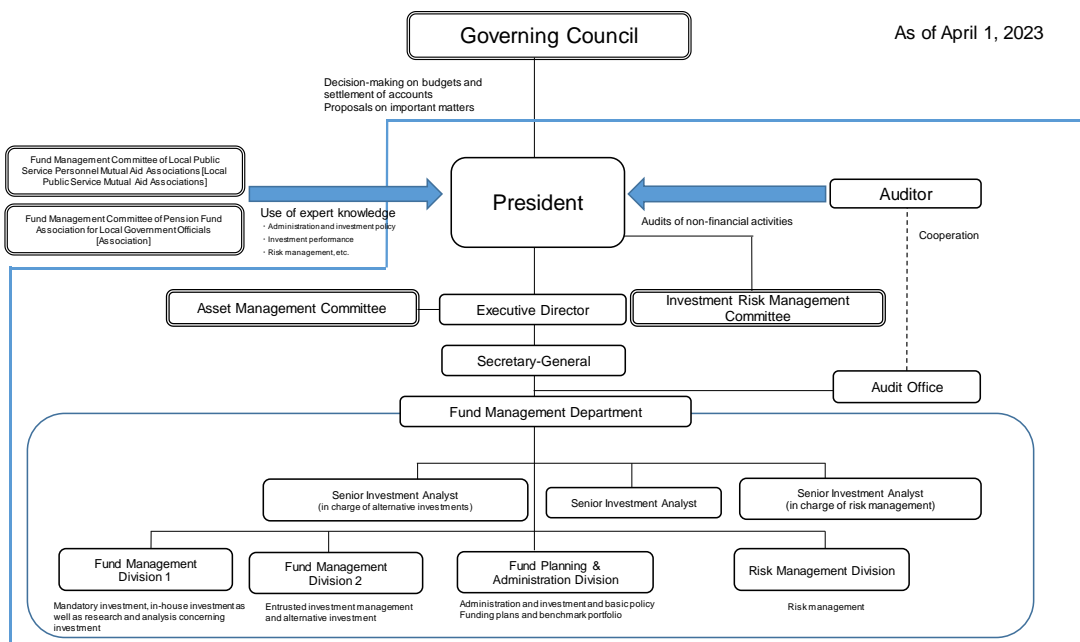 Governing Council
As of April 1, 2023
Decision-making on budgets and
settlement of accounts
Proposals on important matters
Fund Management Committee of Local Public
Service Personnel Mutual Aid Associations [Local
Public Service Mutual Aid Associations]
Fund Management Committee of Pension Fund
Association for Local Government Officials
[Association]
Use of expert knowledge
・Administration and investment policy
・Investment performance
・Risk management, etc.
President
Audits of non-financial activities
Auditor
Cooperation
Asset Management Committee
Executive Director
Investment Risk Management
Committee
Secretary-General
Audit Office
Fund Management Department
Senior Investment Analyst
(in charge of alternative investments)
Senior Investment Analyst
Senior Investment Analyst
(in charge of risk management)
Fund Management
Division 1
Fund Management
Division 2
Fund Planning &
Administration Division
Risk Management Division
Mandatory investment, in-house investment as
well as research and analysis concerning
investment
Entrusted investment management
and alternative investment
Administration and investment and basic policy
Funding plans and benchmark portfolio
Risk management